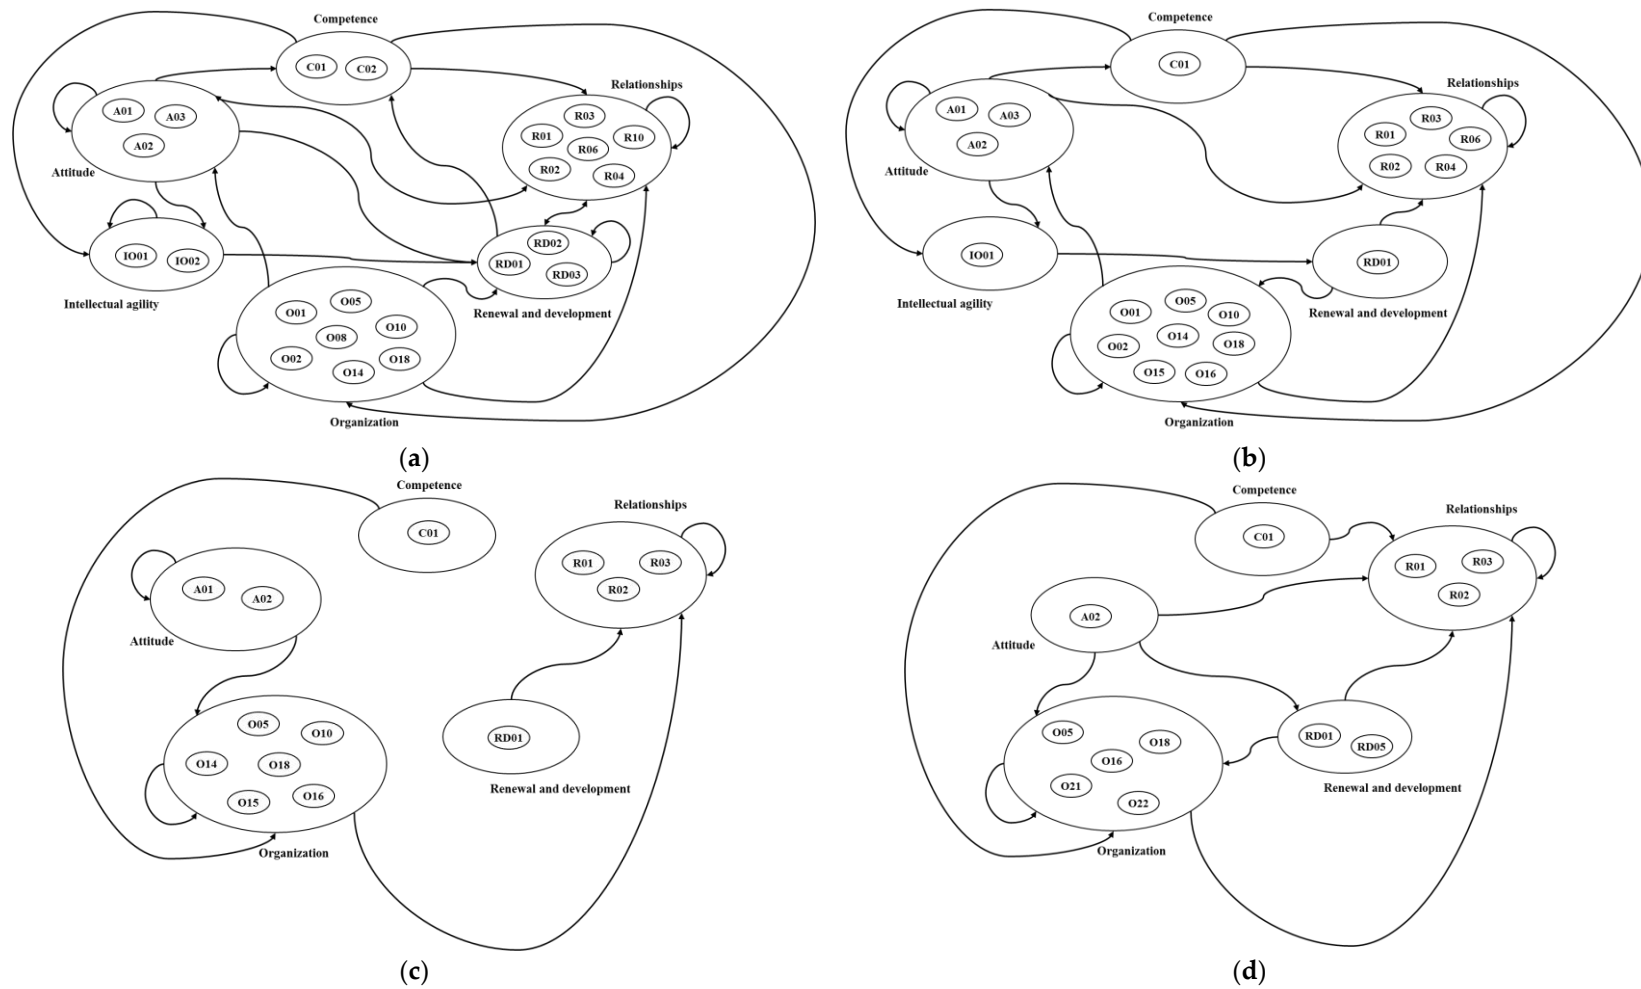 Competence
C01 C02
Relationships
R03
R01 R10
R06
R02 R04
A01 A03
A02
Attitude
IO01 IO02
Intellectual agility
RD02
RD01
RD03
Renewal and development
O05
O01
O10
O08
O02 O18
O14
Organization
(a)
Competence
C01
Relationships
R03
R01 R06
R02 R04
A01 A03
A02
Attitude
IO01
Intellectual agility
RD01
Renewal and development
O05
O01 O10
O14
O02 O18
O15 O16
Organization
(b)
Competence
C01
Relationships
R01 R03
R02
A01 A02
Attitude
RD01
Renewal and development
O05 O10
O14 O18
O15 O16
Organization
(c)
Competence
C01
Relationships
R01 R03
R02
A02
Attitude
RD01 RD05
Renewal and development
O05 O18
O16
O21
O22
Organization
(d)